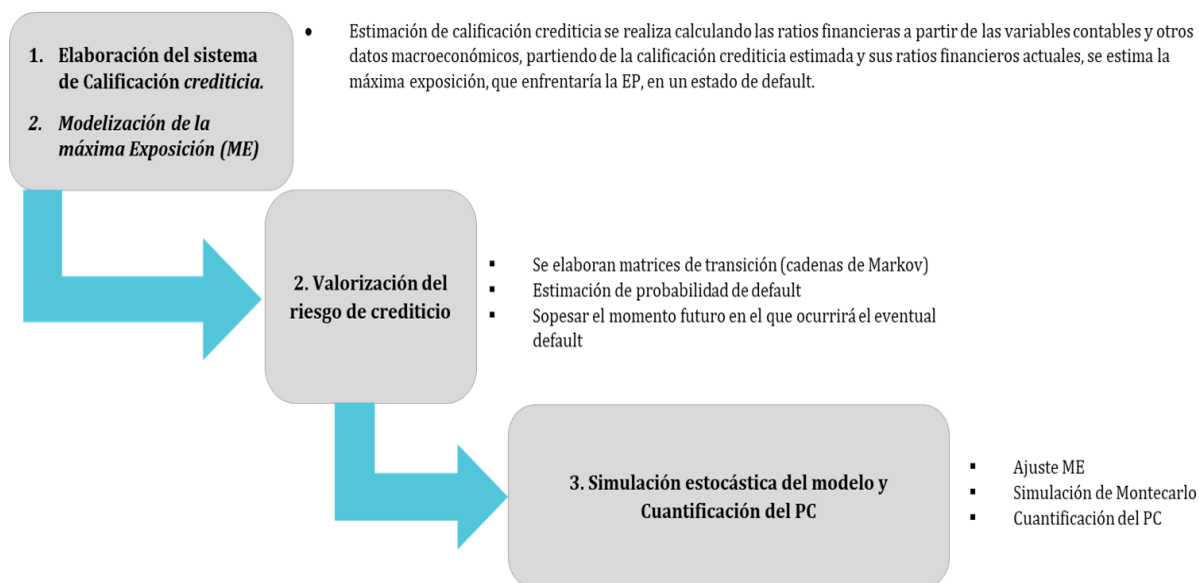 1. Elaboración del sistema
de Calificación crediticia.
2. Modelización de la
máxima Exposición (ME)
• Estimación de calificación crediticia se realiza calculando las ratios financieras a partir de las variables contables y otros
datos macroeconómicos, partiendo de la calificación crediticia estimada y sus ratios financieros actuales, se estima la
máxima exposición, que enfrentaría la EP, en un estado de default.
2. Valorización del
riesgo de crediticio
▪ Se elaboran matrices de transición (cadenas de Markov)
▪ Estimación de probabilidad de default
▪ Sopesar el momento futuro en el que ocurrirá el eventual
default
3. Simulación estocástica del modelo y
Cuantificación del PC
▪ Ajuste ME
▪ Simulación de Montecarlo
▪ Cuantificación del PC